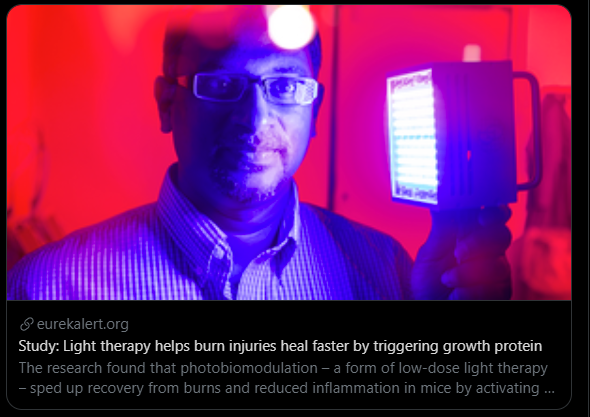 eurekalert.org
Study: Light therapy helps burn injuries heal faster by triggering growth protein
The research found that photobiomodulation – a form of low-dose light therapy
– sped up recovery from burns and reduced inflammation in mice by activating ...